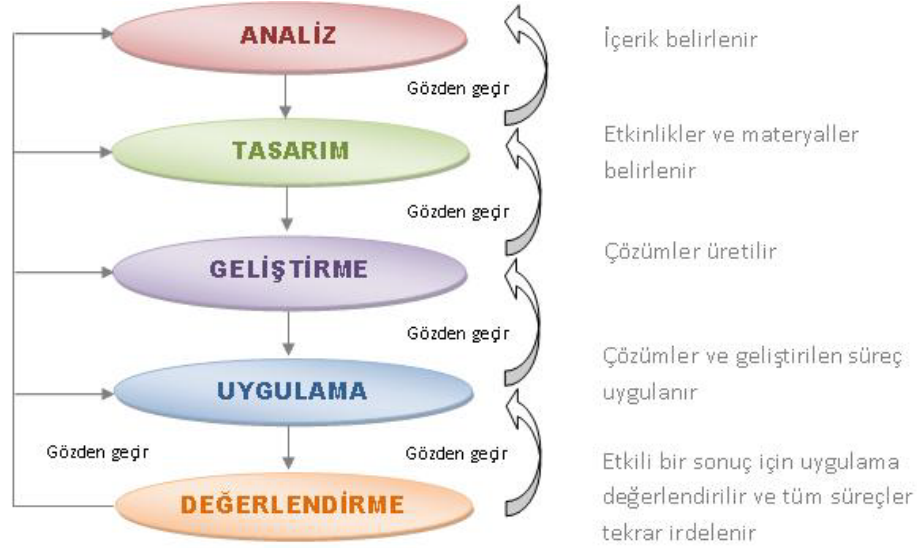 ANALİZ
İçerik belirlenir
Gözden geçir
TASARIM
Etkinlikler ve materyaller
belirlenir
Gözden geçir
GELİŞTİRME
Çözümler üretilir
Gözden geçir
UYGULAMA
Çözümler ve geliştirilen süreç
uygulanır
Gözden geçir
Gözden geçir
DEĞERLENDİRME
Etkili bir sonuç için uygulama
değerlendirilir ve tüm süreçler
tekrar irdelenir